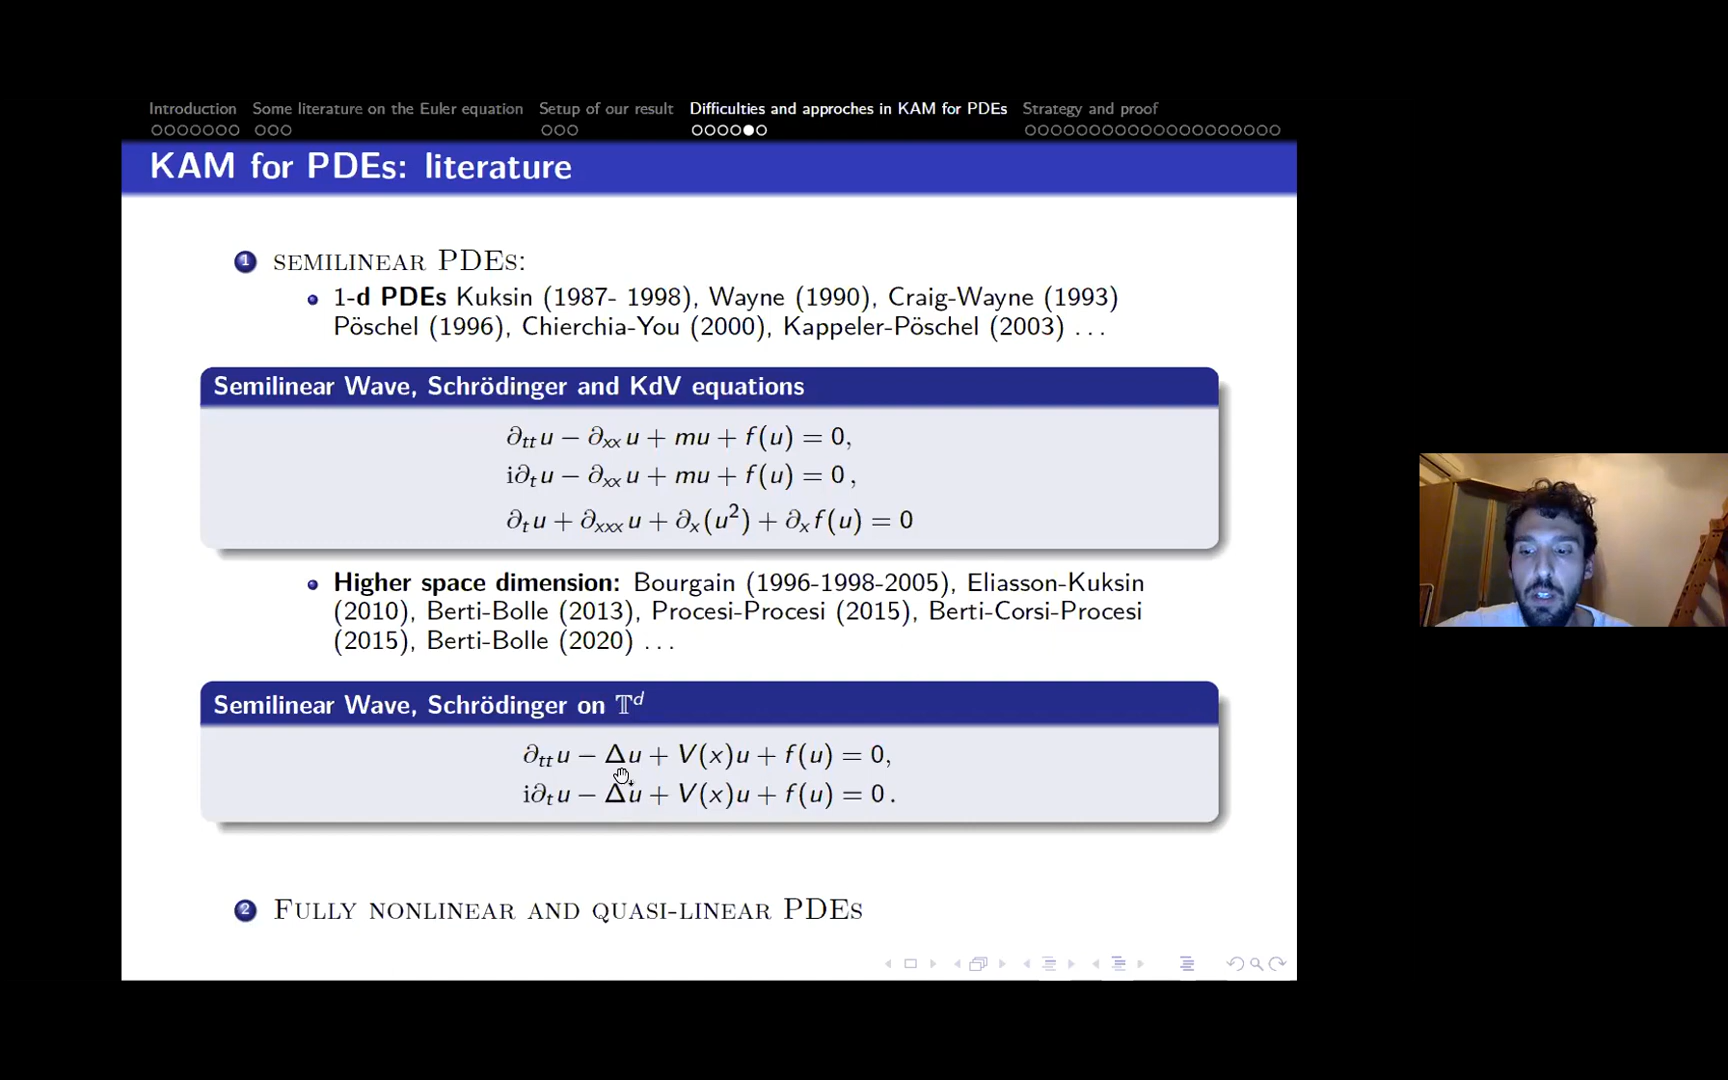 Introduction Some literature on the Euler equation Setup of our result Difficulties and approches in KAM for PDEs Strategy and proof
KAM for PDEs: literature
1 SEMILINEAR PDES:
1-d PDEs Kuksin (1987- 1998), Wayne (1990), Craig-Wayne (1993)
Pöschel (1996), Chierchia-You (2000), Kappeler-Pöschel (2003) ...
Semilinear Wave, Schrödinger and KdV equations
∂ₜₜu − ∂ₓₓu + mu + f(u) = 0,
i∂ₜu − ∂ₓₓu + mu + f(u) = 0,
∂ₜu + ∂ₓₓₓu + ∂ₓ(u²) + ∂ₓf(u) = 0
Higher space dimension: Bourgain (1996-1998-2005), Eliasson-Kuksin
(2010), Berti-Bolle (2013), Procesi-Procesi (2015), Berti-Corsi-Procesi
(2015), Berti-Bolle (2020) ...
Semilinear Wave, Schrödinger on 𝕋ᵈ
∂ₜₜu − Δu + V(x)u + f(u) = 0,
i∂ₜu − Δu + V(x)u + f(u) = 0.
2 FULLY NONLINEAR AND QUASI-LINEAR PDES